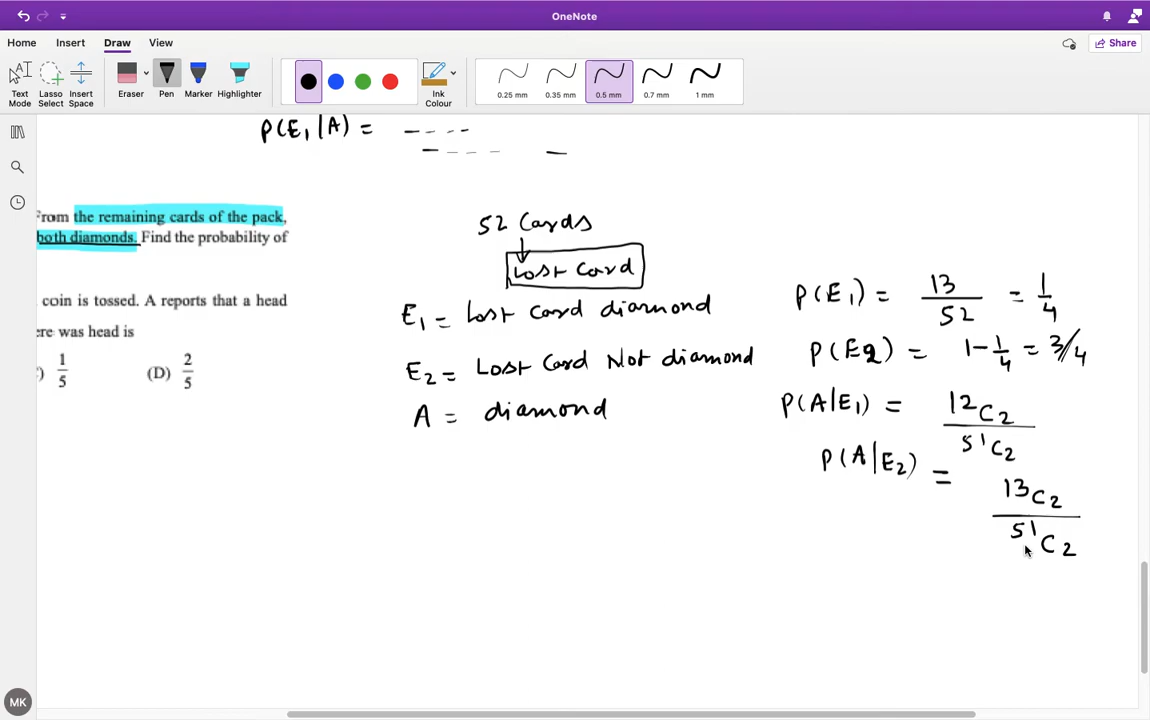 OneNote
Home Insert Draw View
Share
Text Mode
Lasso Select
Insert Space
Eraser
Pen
Marker
Highlighter
Ink Colour
0.25 mm
0.35 mm
0.5 mm
0.7 mm
1 mm
P(E₁|A) =
From the remaining cards of the pack,
both diamonds. Find the probability of
52 Cards
Lost Card
coin is tossed. A reports that a head
ere was head is
) 1/5 (D) 2/5
E₁ = Lost Card diamond
E₂ = Lost Card Not diamond
A = diamond
P(E₁) = 13/52 = 1/4
P(E2) = 1-1/4 = 3/4
P(A|E₁) = 12C2/51C2
P(A|E₂) = 13C2/51C2
MK